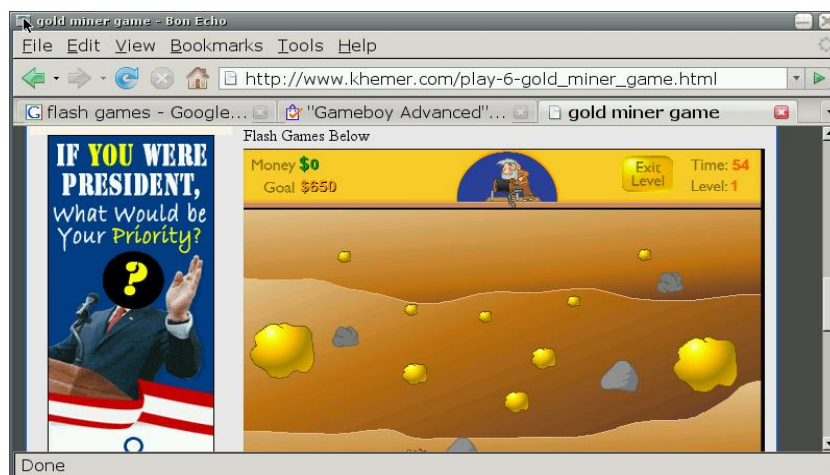 gold miner game - Bon Echo
File Edit View Bookmarks Tools Help
http://www.khemer.com/play-6-gold_miner_game.html
G flash games - Google... "Gameboy Advanced"... gold miner game
Flash Games Below
IF YOU WERE
PRESIDENT,
What Would be
Your Priority?
?
Money $0
Goal $650
Exit
Level
Time: 54
Level: 1
Done